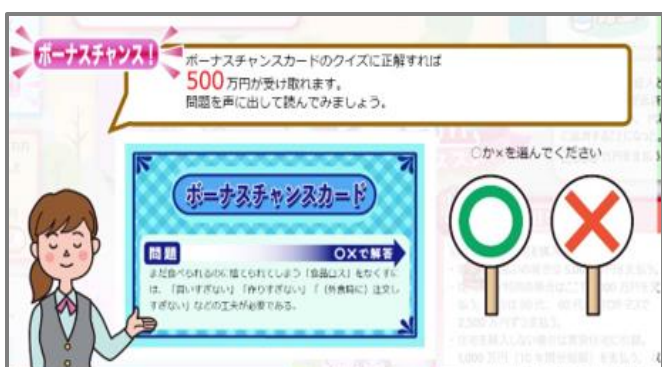 ボーナスチャンス!
ボーナスチャンスカードのクイズに正解すれば
500万円が受け取れます。
問題を声に出して読んでみましょう。
○か×を選んでください
ボーナスチャンスカード
問題
○×で解答
まだ食べられるのに捨てられてしまう「食品ロス」をなくすに
は、「買いすぎない」「作りすぎない」「(外食時に)注文し
すぎない」などの工夫が必要である。